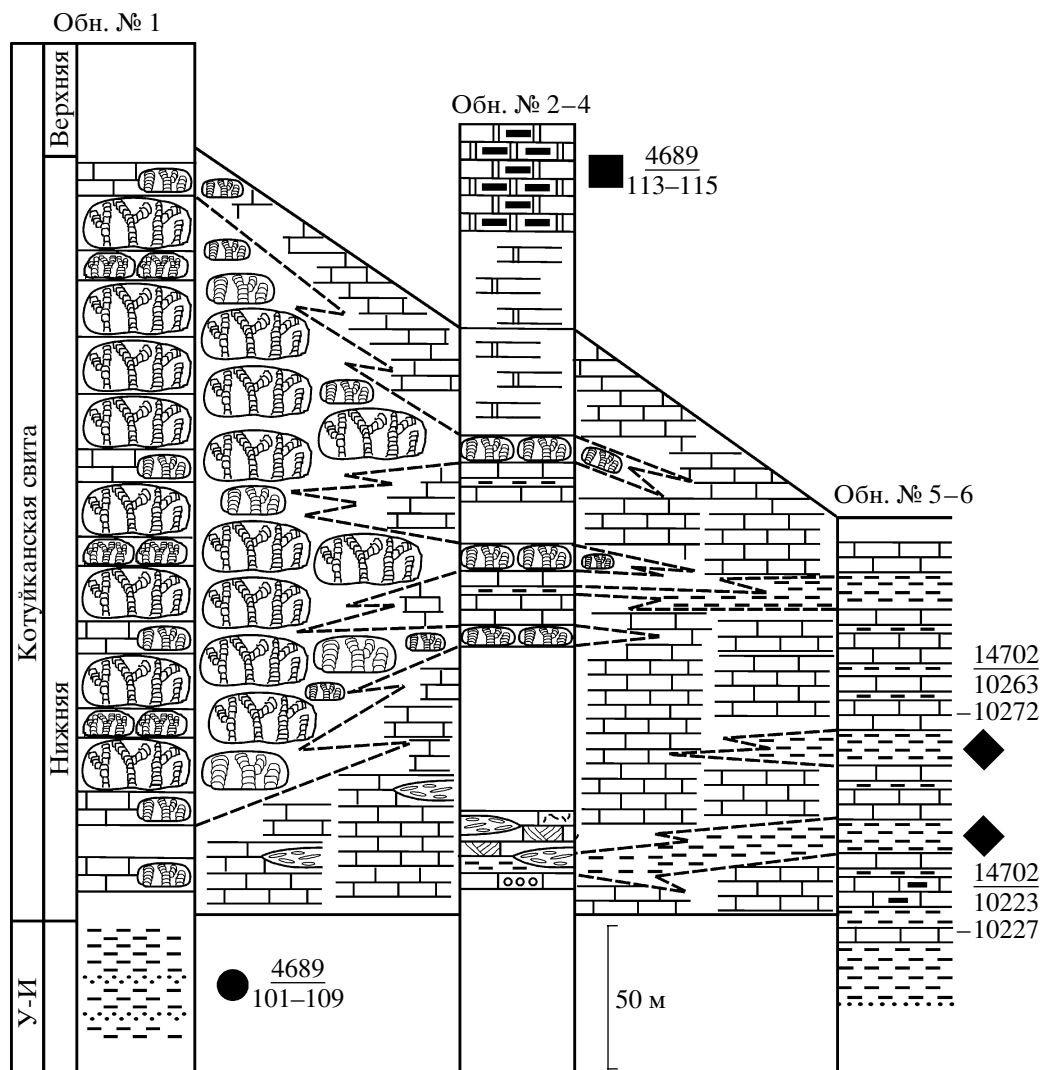 Обн. № 1
Верхняя
Котуйканская свита
Нижняя
У-И
Обн. № 2–4
4689
113–115
Обн. № 5–6
14702
10263
–10272
14702
10223
–10227
4689
101–109
50 м